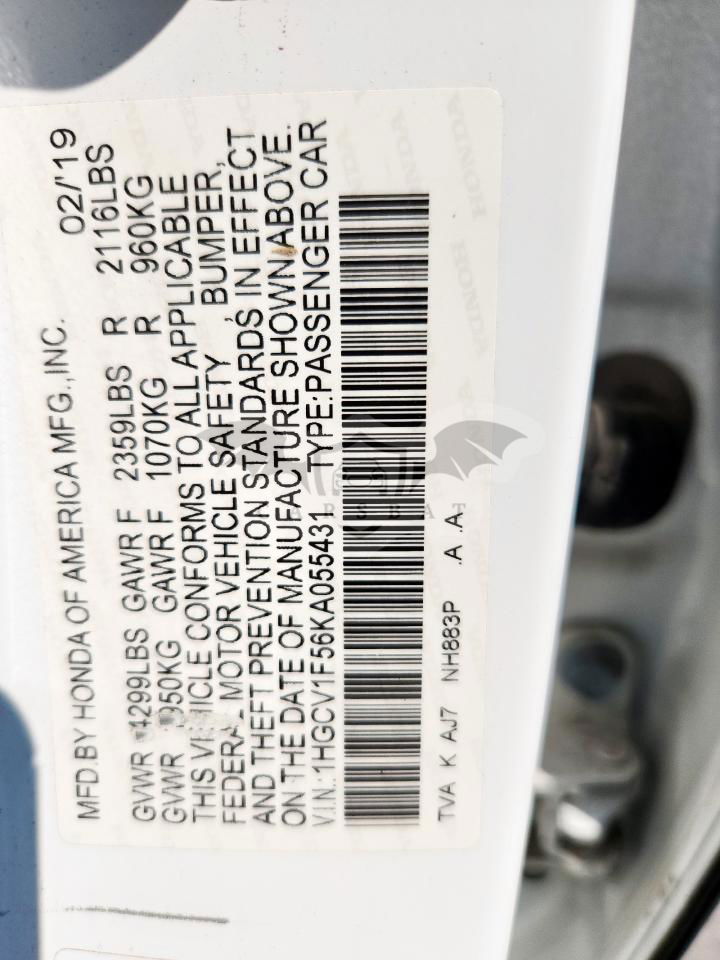 MFD.BY HONDA OF AMERICA MFG.,INC. 02/'19
GVWR 4299LBS GAWR F 2359LBS R 2116LBS
GVWR 950KG GAWR F 1070KG R 960KG
THIS VEHICLE CONFORMS TO ALL APPLICABLE
FEDERAL MOTOR VEHICLE SAFETY , BUMPER,
AND THEFT PREVENTION STANDARDS IN EFFECT
ON THE DATE OF MANUFACTURE SHOWN ABOVE.
V.I.N.:1HGCV1F56KA055431 TYPE:PASSENGER CAR
TVA K AJ7 NH883P .A .A
HONDA